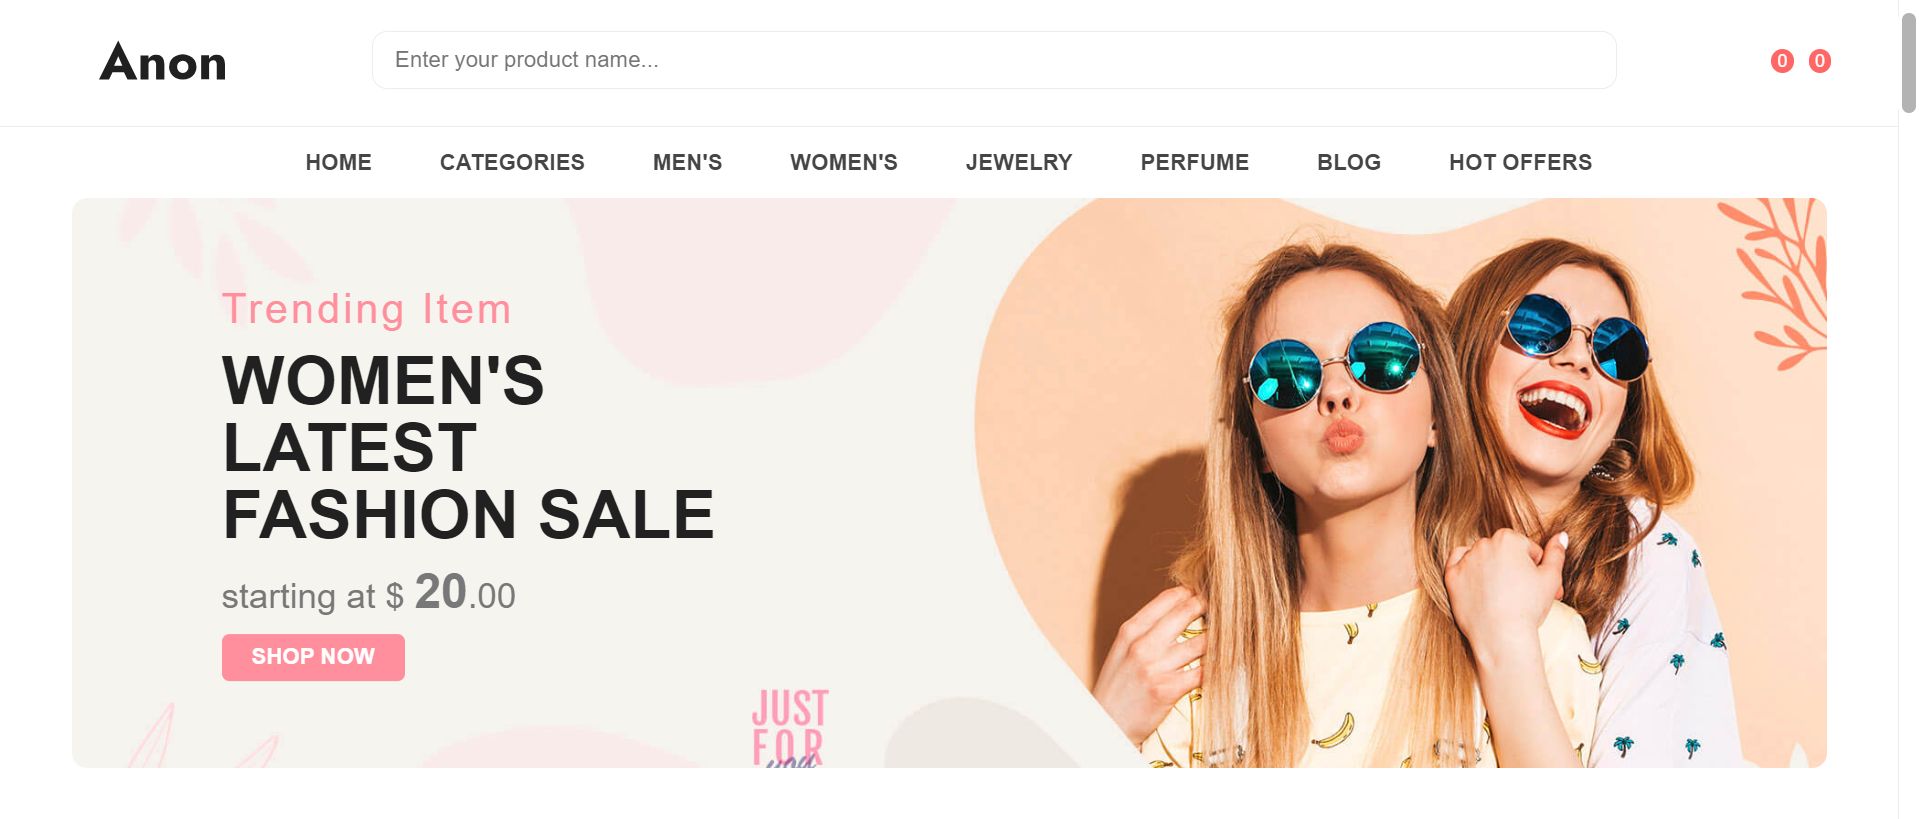 Anon
Enter your product name...
0 0
HOME CATEGORIES MEN'S WOMEN'S JEWELRY PERFUME BLOG HOT OFFERS
Trending Item
WOMEN'S
LATEST
FASHION SALE
starting at $ 20.00
SHOP NOW
JUST
FOR
you